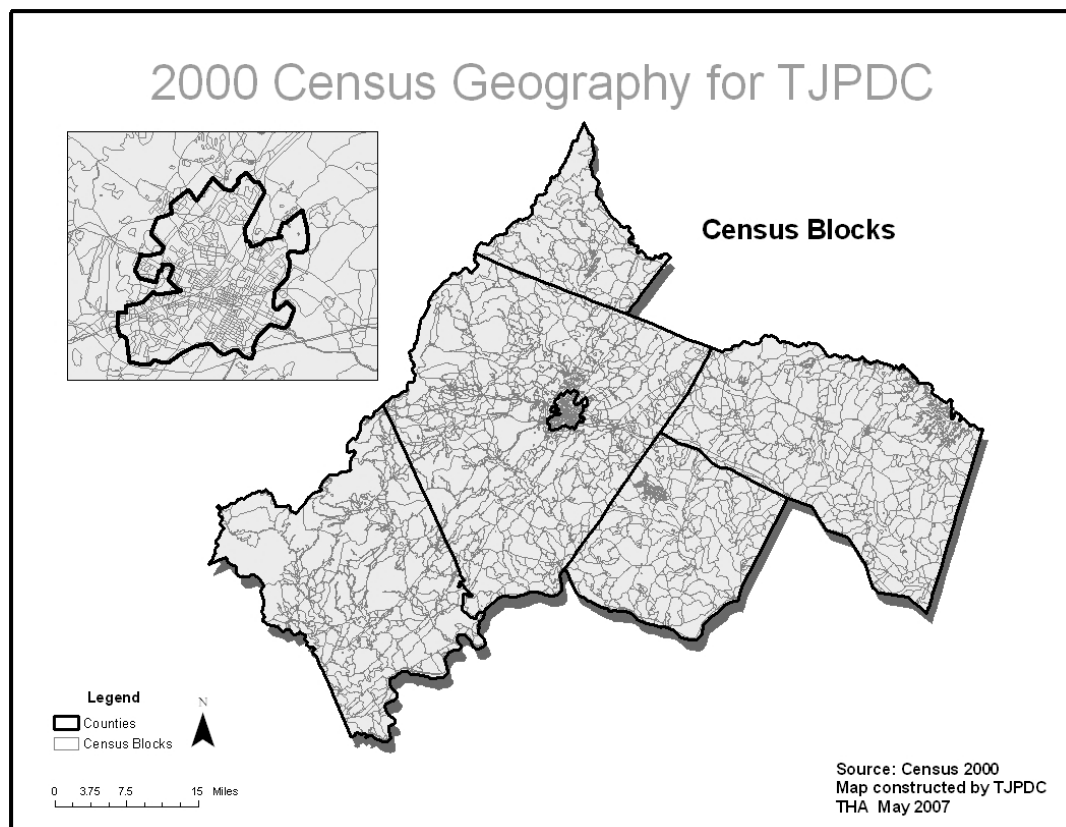 2000 Census Geography for TJPDC
Census Blocks
Legend
Counties
Census Blocks
N
0 3.75 7.5 15 Miles
Source: Census 2000
Map constructed by TJPDC
THA May 2007